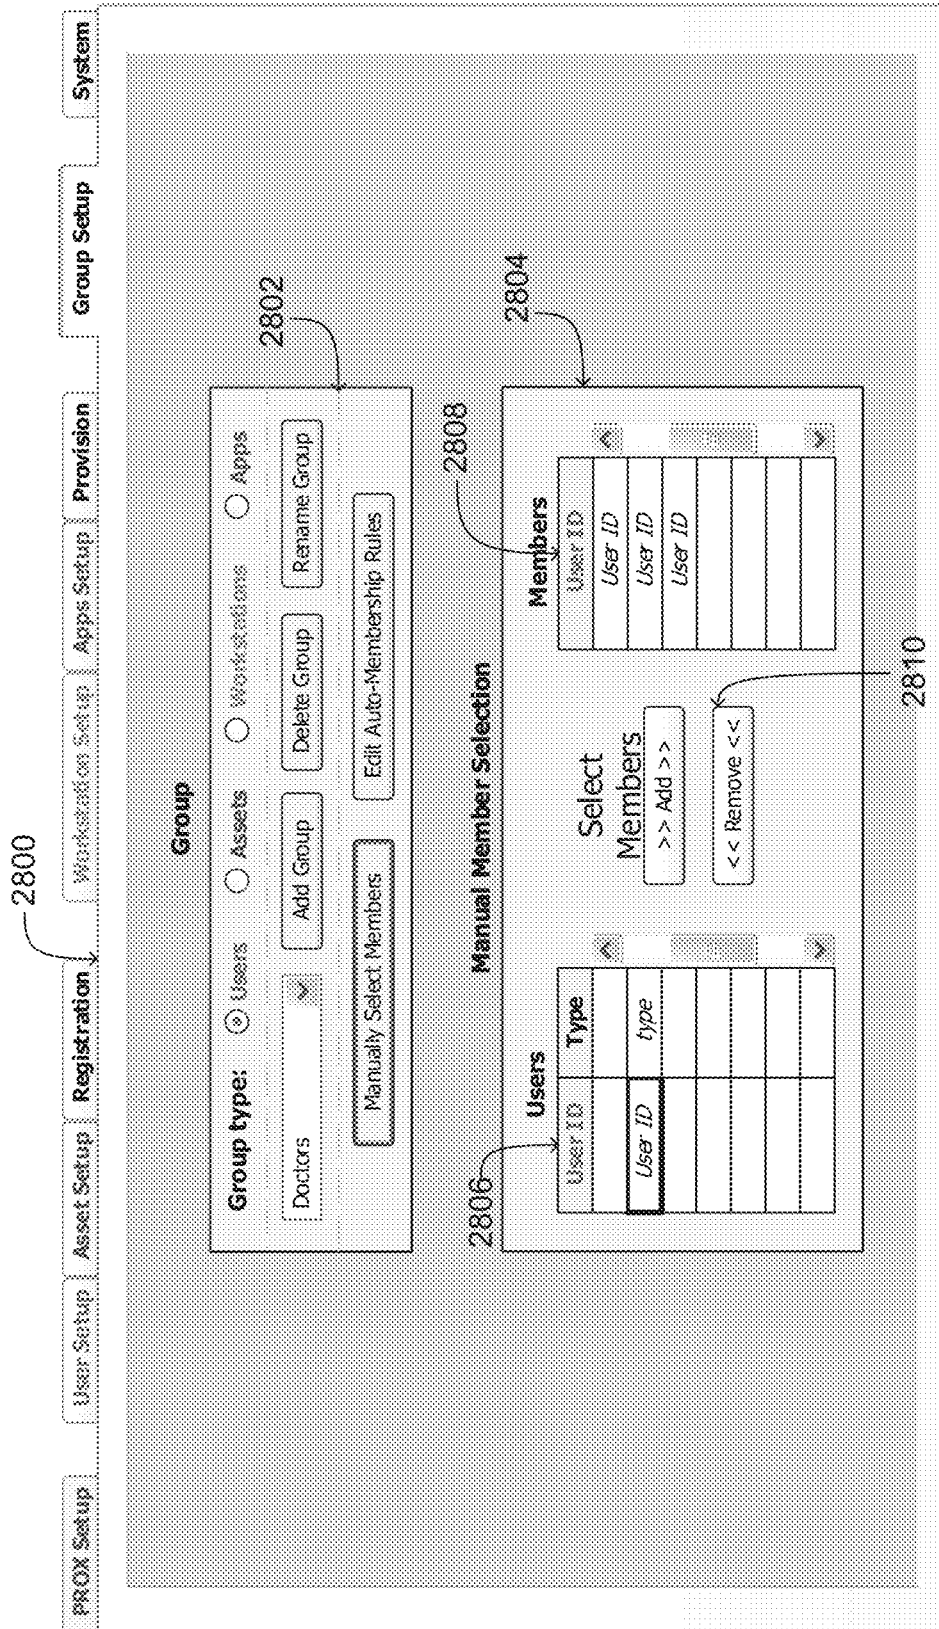 2800
PROX Setup User Setup Asset Setup Registration Workstation Setup Apps Setup Provision Group Setup System
Group
Group type: Users Assets Workstations Apps
2802
Doctors Add Group Delete Group Rename Group
Manually Select Members Edit Auto-Membership Rules
Manual Member Selection
2804
2806
2808
Users
Members
User ID Type
User ID
Select
Members
User ID
User ID type
User ID
>> Add >>
User ID
<< Remove <<
2810